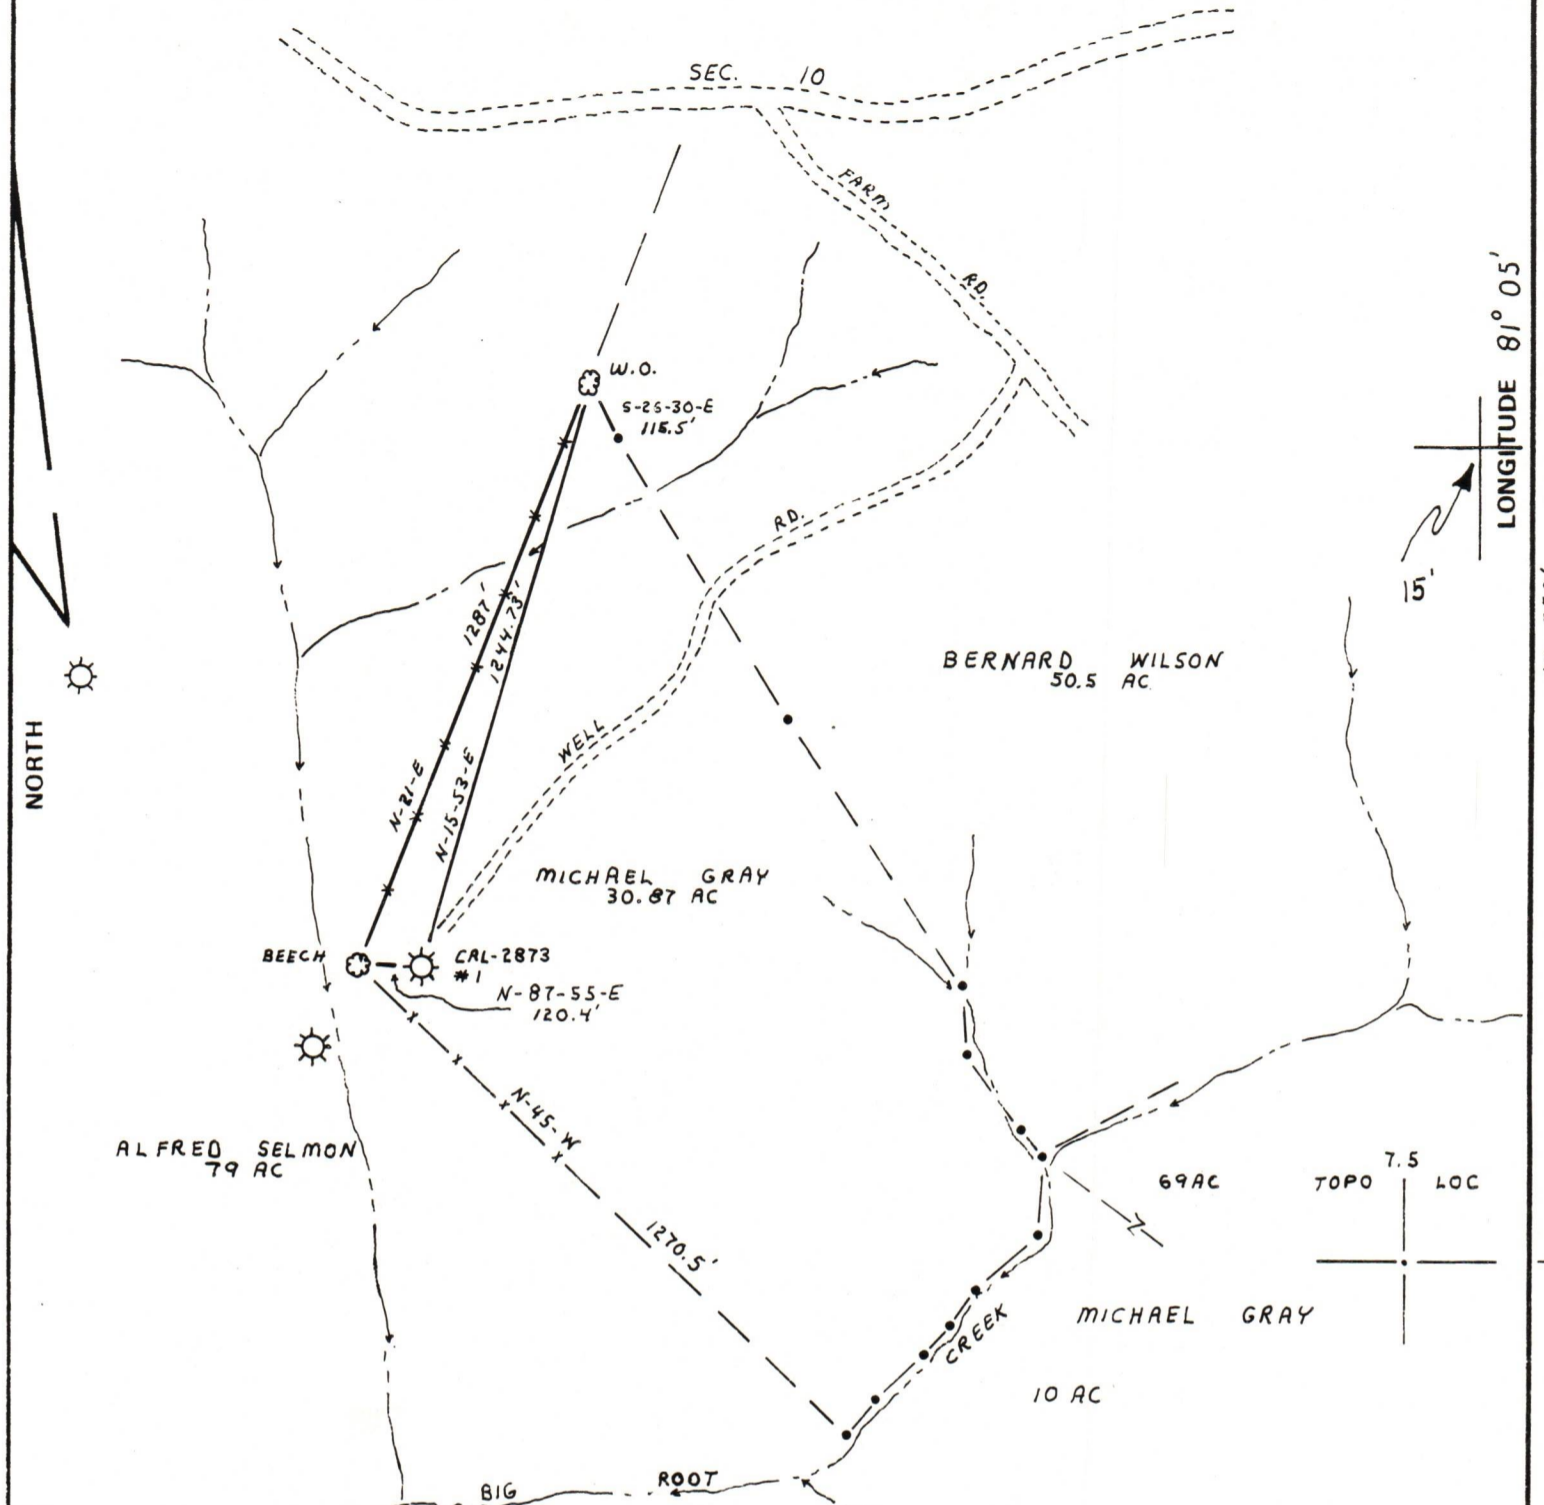 SEC. 10
FARM
RD.
LONGITUDE 81° 05'
W.O.
S-25-30-E
115.5'
RD.
15'
1287'
1244.73'
BERNARD WILSON
50.5 AC.
NORTH
WELL
N-21-E
N-15-53-E
MICHAEL GRAY
30.87 AC
BEECH
CRL-2873
#1
N-87-55-E
120.4'
N-45-W
ALFRED SELMON
79 AC
7.5
69AC
TOPO LOC
1270.5'
CREEK
MICHAEL GRAY
10 AC
BIG ROOT